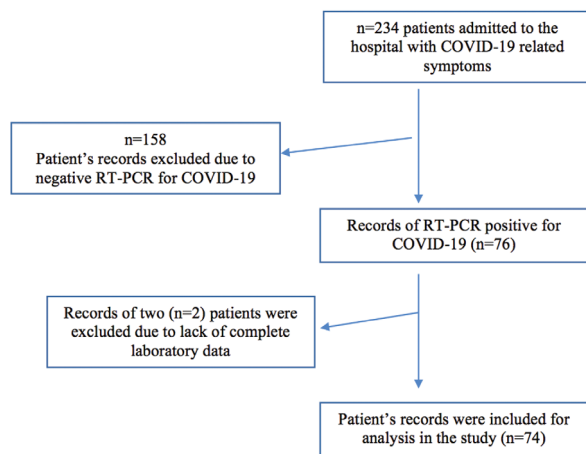 n=234 patients admitted to the
hospital with COVID-19 related
symptoms
n=158
Patient's records excluded due to
negative RT-PCR for COVID-19
Records of RT-PCR positive for
COVID-19 (n=76)
Records of two (n=2) patients were
excluded due to lack of complete
laboratory data
Patient's records were included for
analysis in the study (n=74)